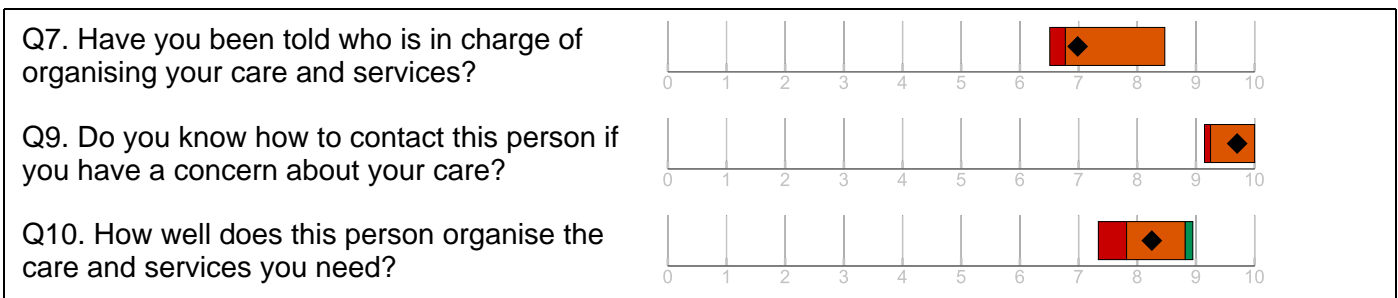 Q7. Have you been told who is in charge of
organising your care and services?
0 1 2 3 4 5 6 7 8 9 10
Q9. Do you know how to contact this person if
you have a concern about your care?
0 1 2 3 4 5 6 7 8 9 10
Q10. How well does this person organise the
care and services you need?
0 1 2 3 4 5 6 7 8 9 10